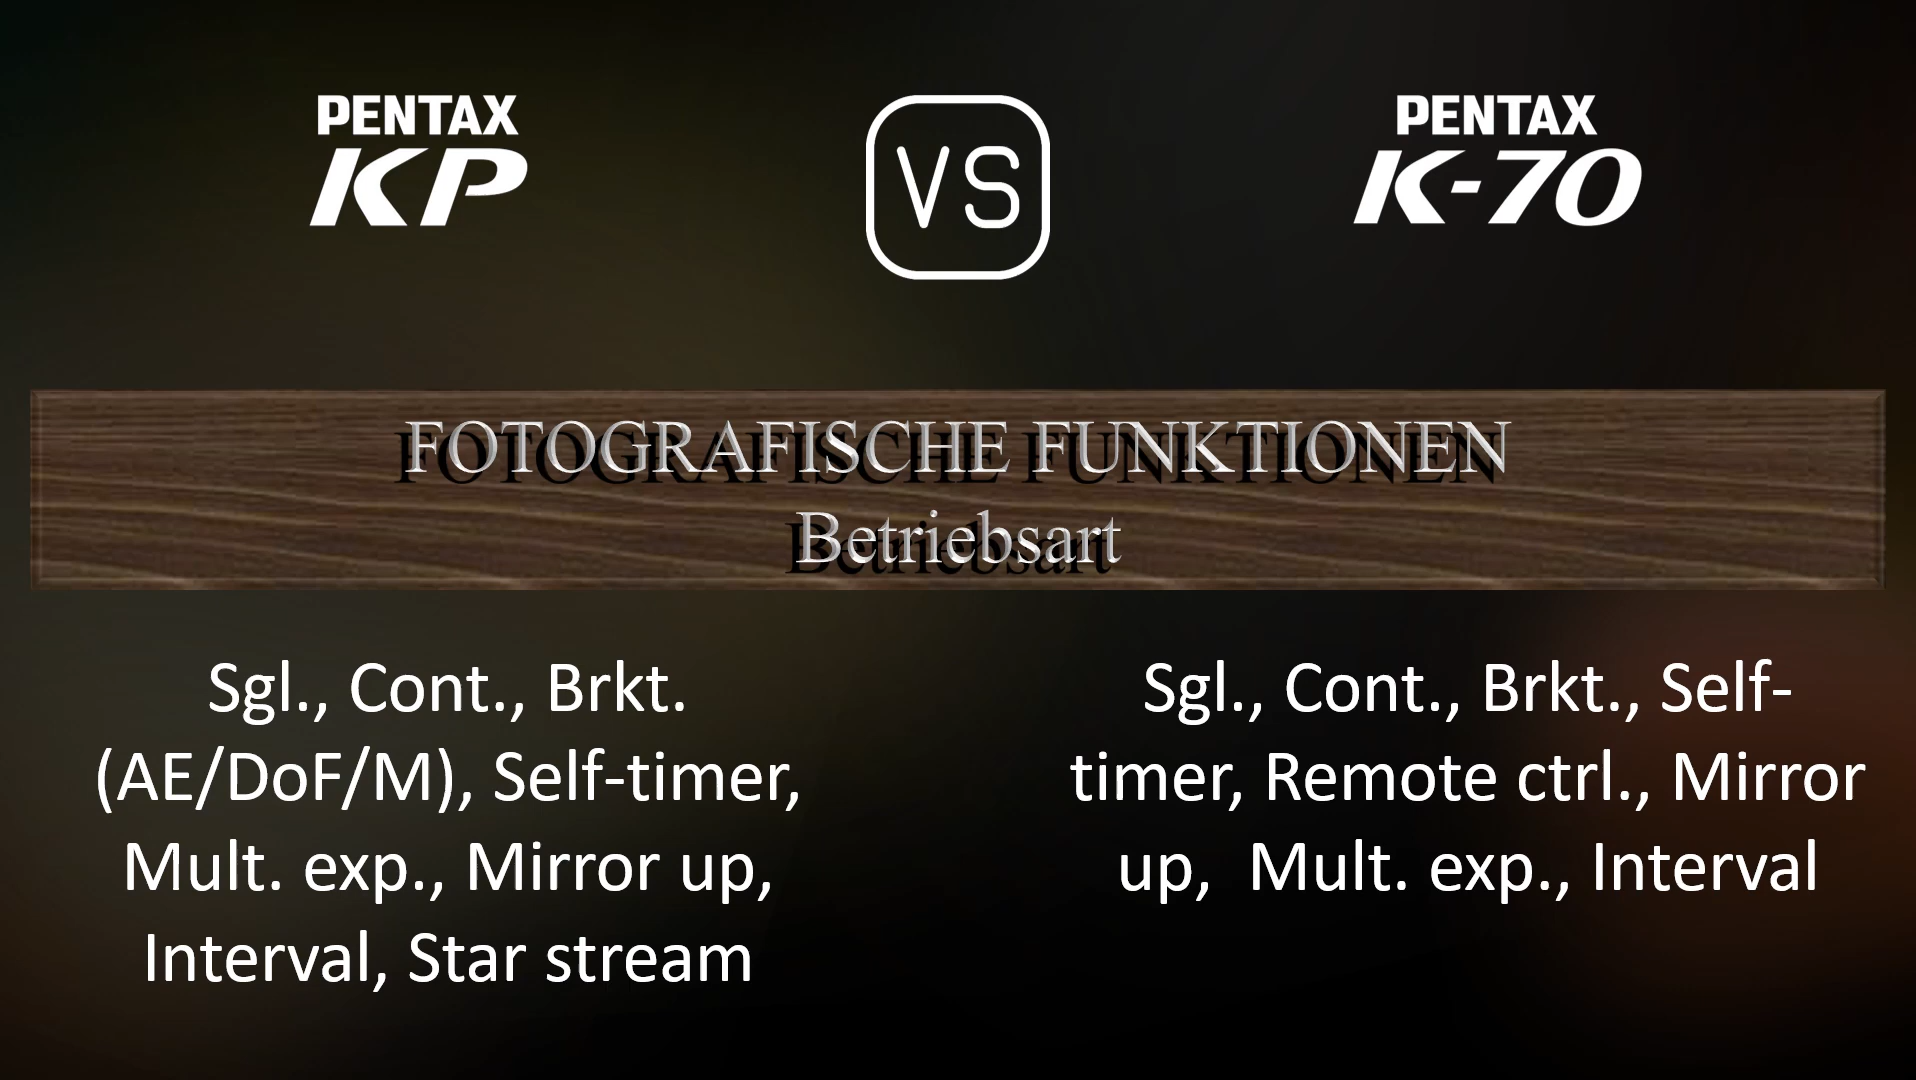 PENTAX
KP
VS
PENTAX
K-70
FOTOGRAFISCHE FUNKTIONEN
Betriebsart
Sgl., Cont., Brkt.
(AE/DoF/M), Self-timer,
Mult. exp., Mirror up,
Interval, Star stream
Sgl., Cont., Brkt., Self-
timer, Remote ctrl., Mirror
up,  Mult. exp., Interval